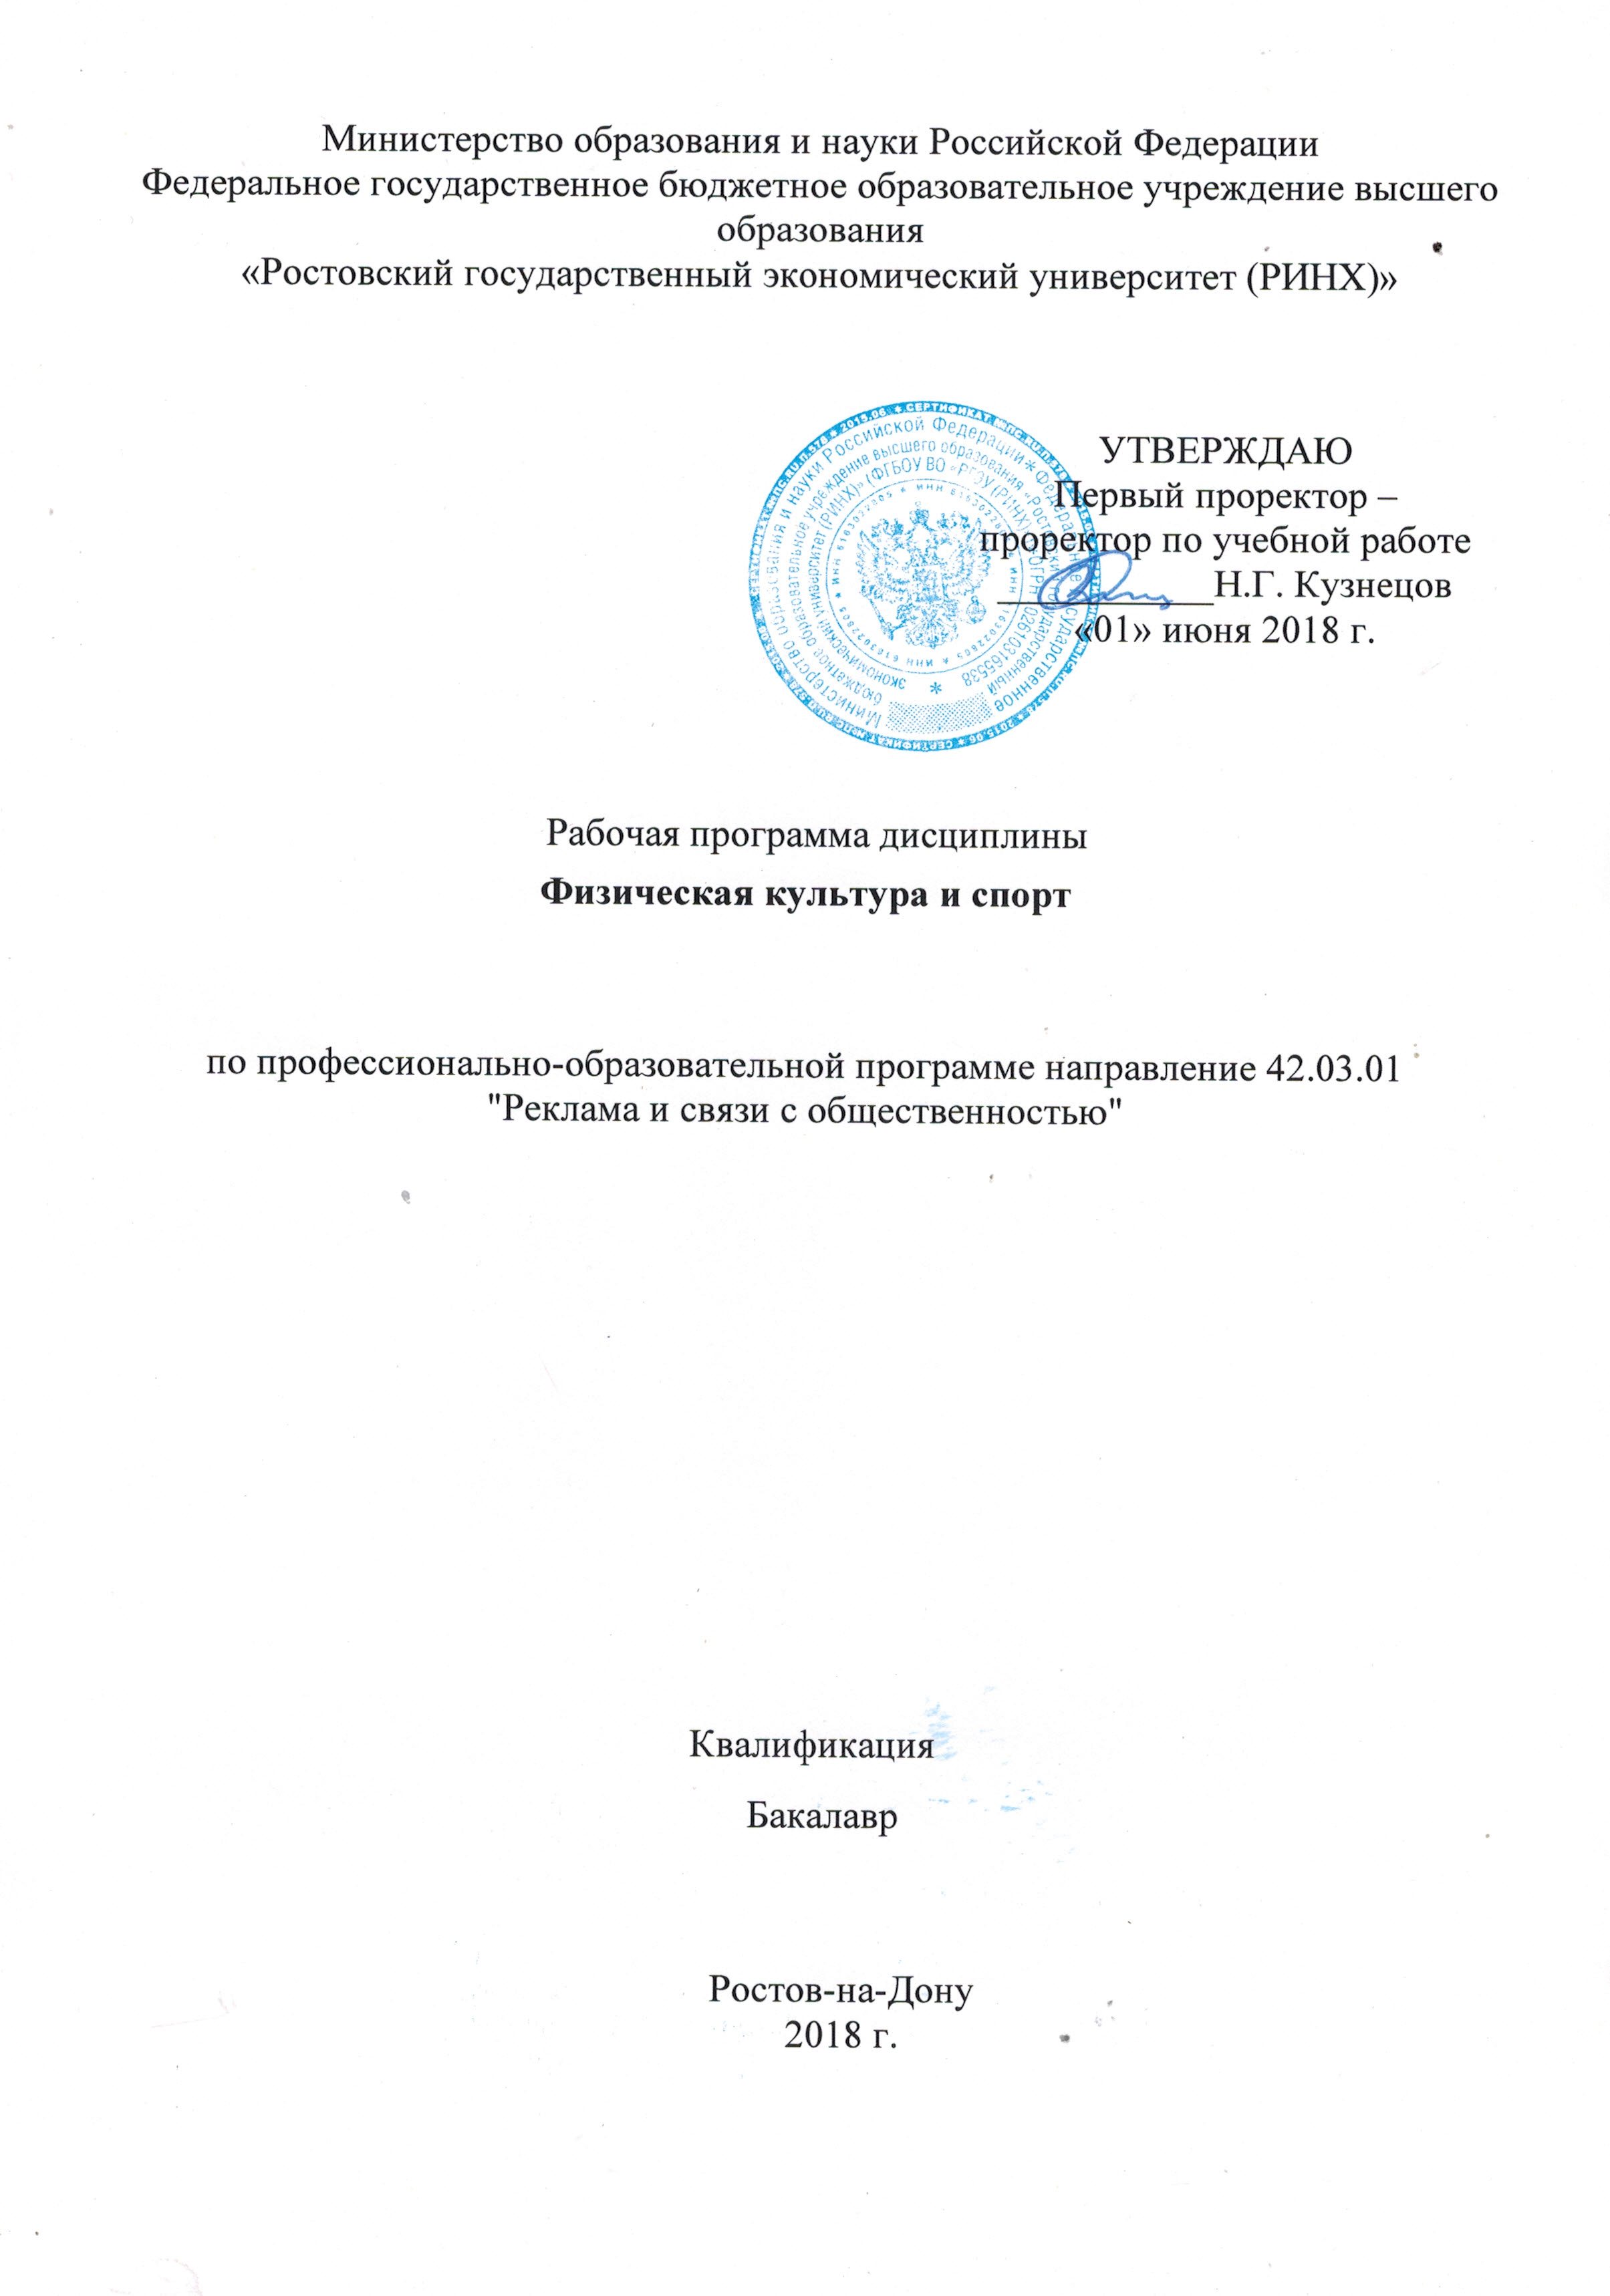 Министерство образования и науки Российской Федерации
Федеральное государственное бюджетное образовательное учреждение высшего
образования
«Ростовский государственный экономический университет (РИНХ)»
УТВЕРЖДАЮ
Первый проректор –
проректор по учебной работе
Н.Г. Кузнецов
«01» июня 2018 г.
Рабочая программа дисциплины
Физическая культура и спорт
по профессионально-образовательной программе направление 42.03.01
"Реклама и связи с общественностью"
Квалификация
Бакалавр
Ростов-на-Дону
2018 г.